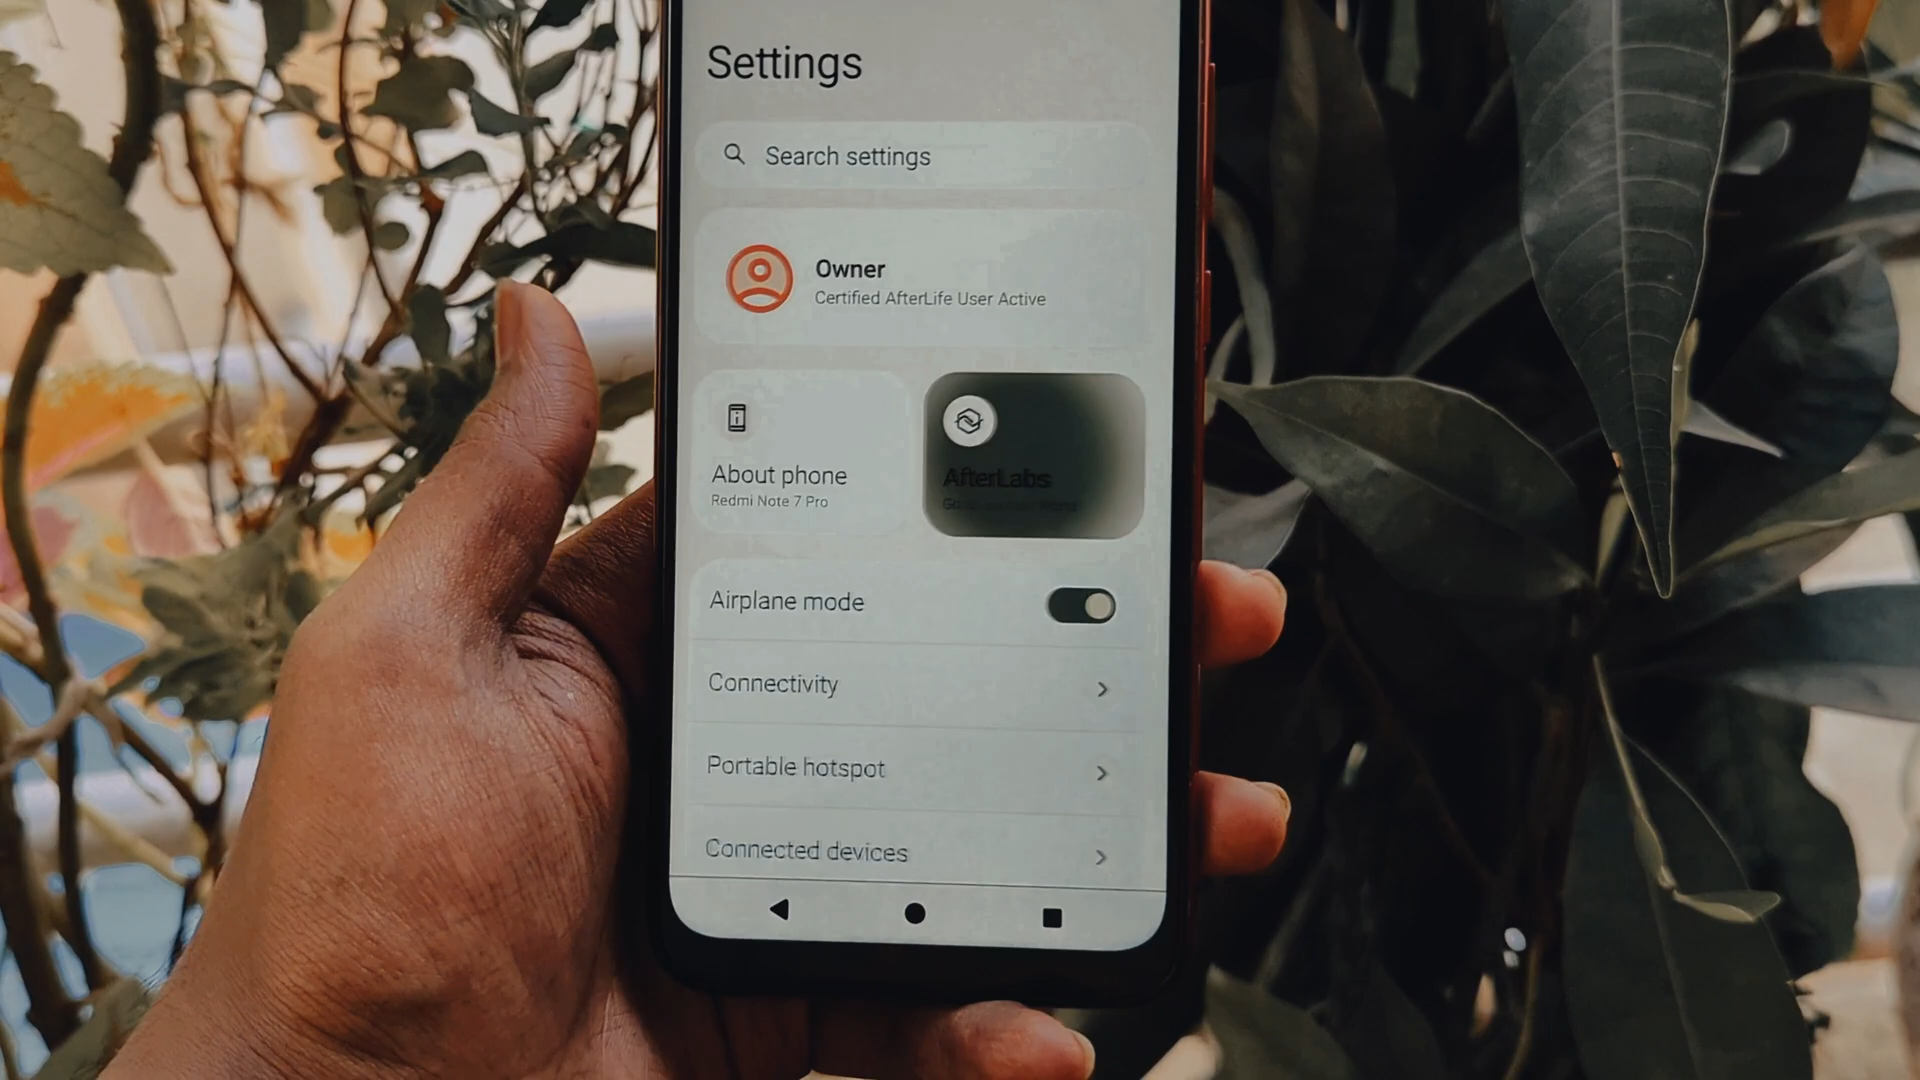 Settings
Search settings
Owner
Certified AfterLife User Active
About phone
Redmi Note 7 Pro
AfterLabs
Airplane mode
Connectivity
Portable hotspot
Connected devices